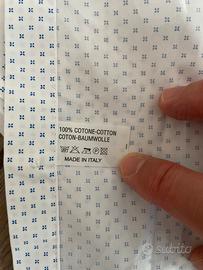 100% COTONE-COTTON
COTON-BAUMWOLLE
MADE IN ITALY
subito